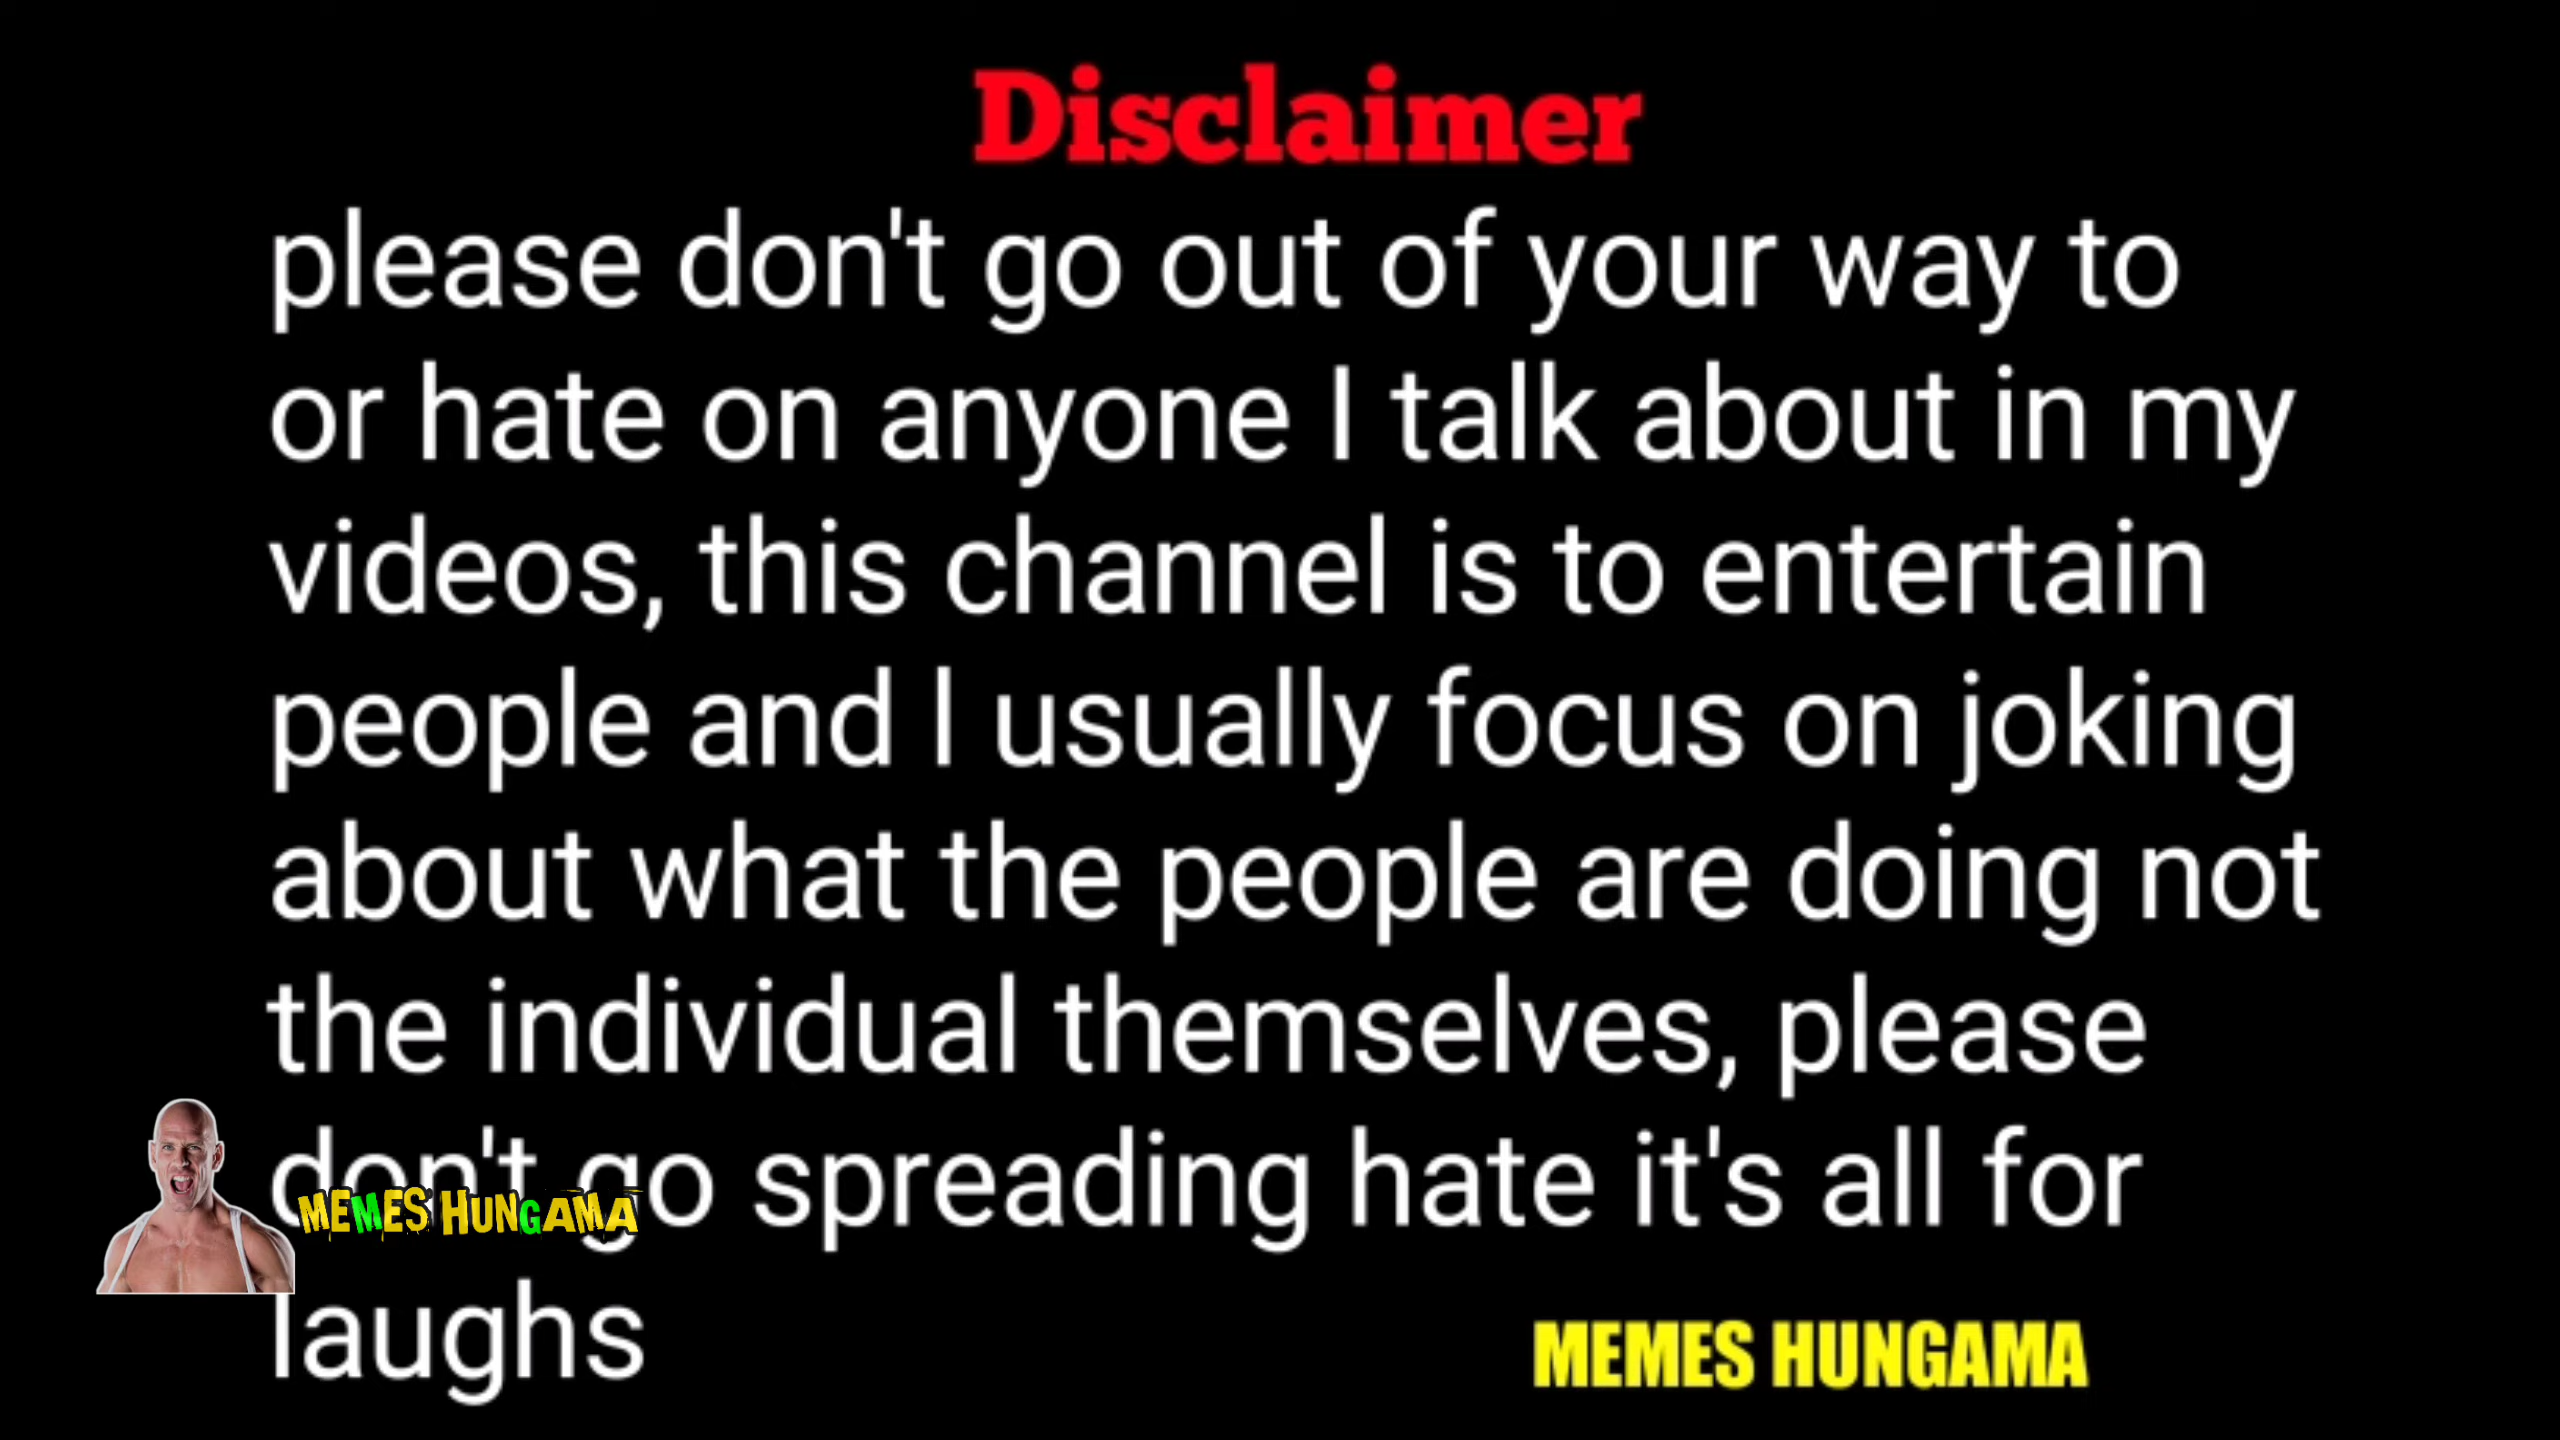 Disclaimer
please don't go out of your way to
or hate on anyone I talk about in my
videos, this channel is to entertain
people and I usually focus on joking
about what the people are doing not
the individual themselves, please
don't go spreading hate it's all for
MEMES HUNGAMA
laughs
MEMES HUNGAMA